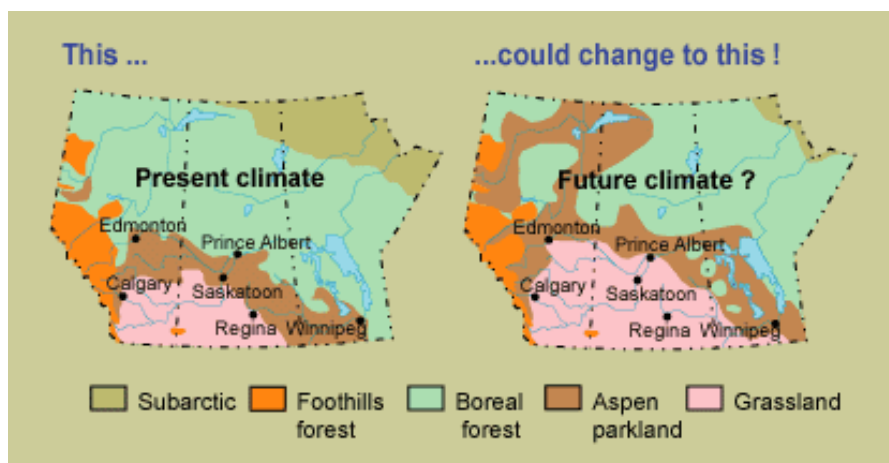 This ...
...could change to this !
Present climate
Edmonton
Prince Albert
Calgary
Saskatoon
Regina
Winnipeg
Future climate ?
Edmonton
Prince Albert
Calgary
Saskatoon
Regina
Winnipeg
Subarctic
Foothills
forest
Boreal
forest
Aspen
parkland
Grassland